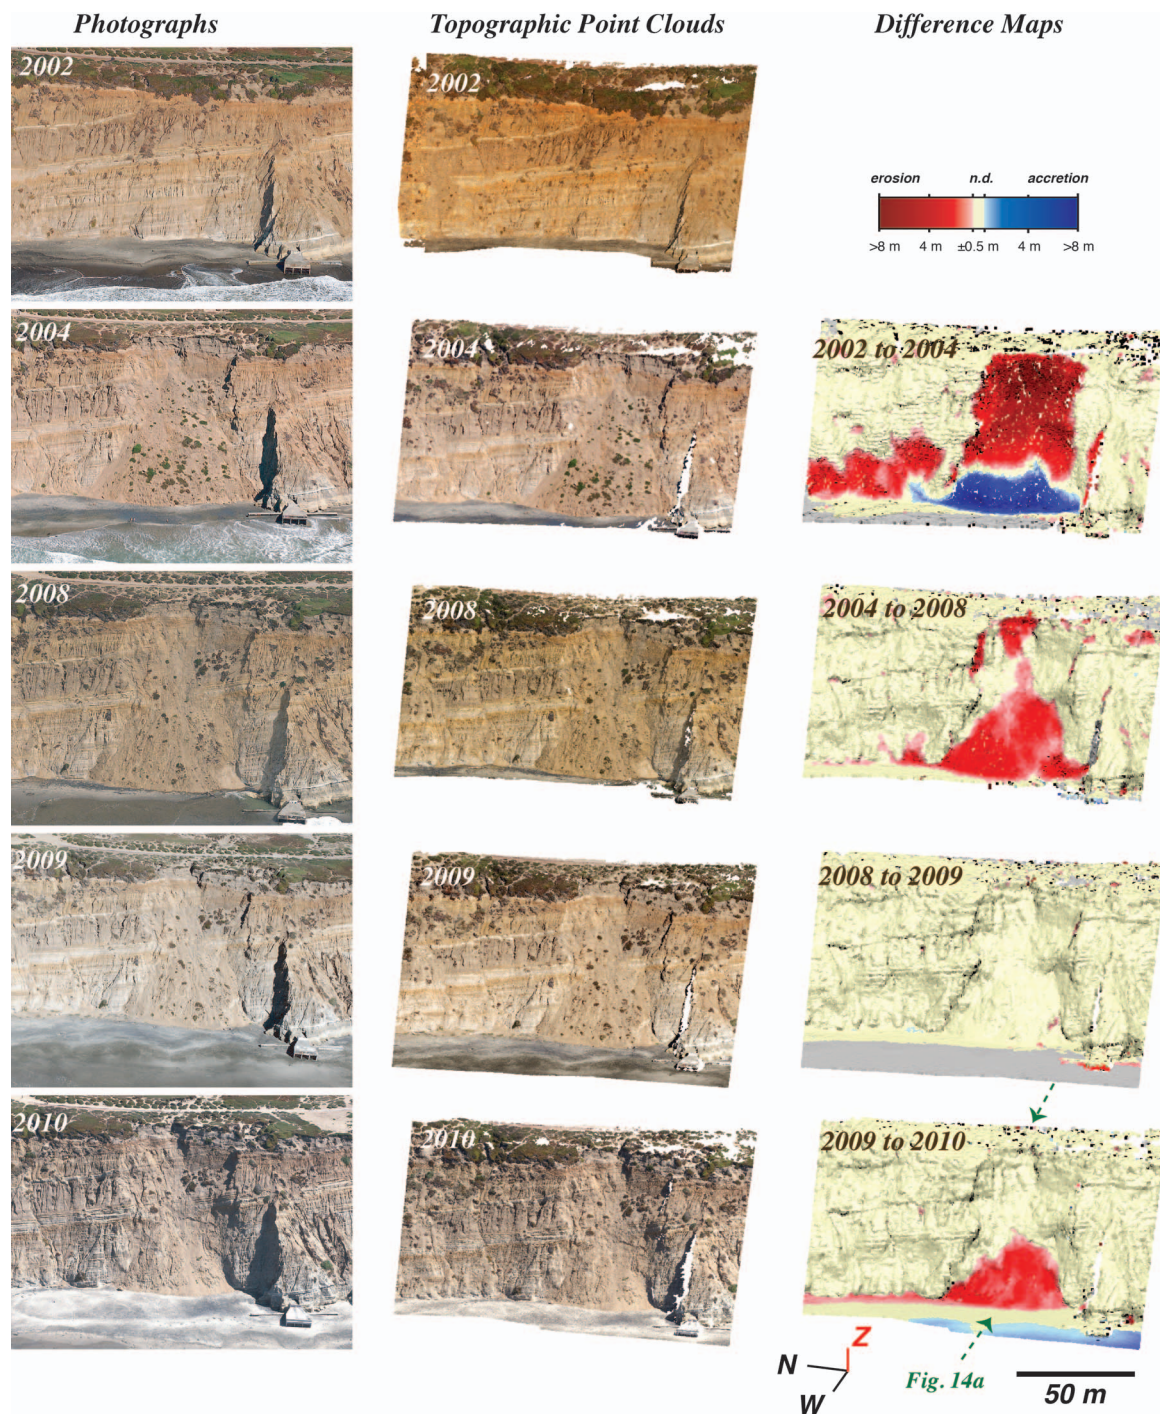 Photographs
Topographic Point Clouds
Difference Maps
2002
2002
erosion n.d. accretion
>8 m 4 m ±0.5 m 4 m >8 m
2004
2004
2002 to 2004
2008
2008
2004 to 2008
2009
2009
2008 to 2009
2010
2010
2009 to 2010
Z
N
W
Fig. 14a
50 m